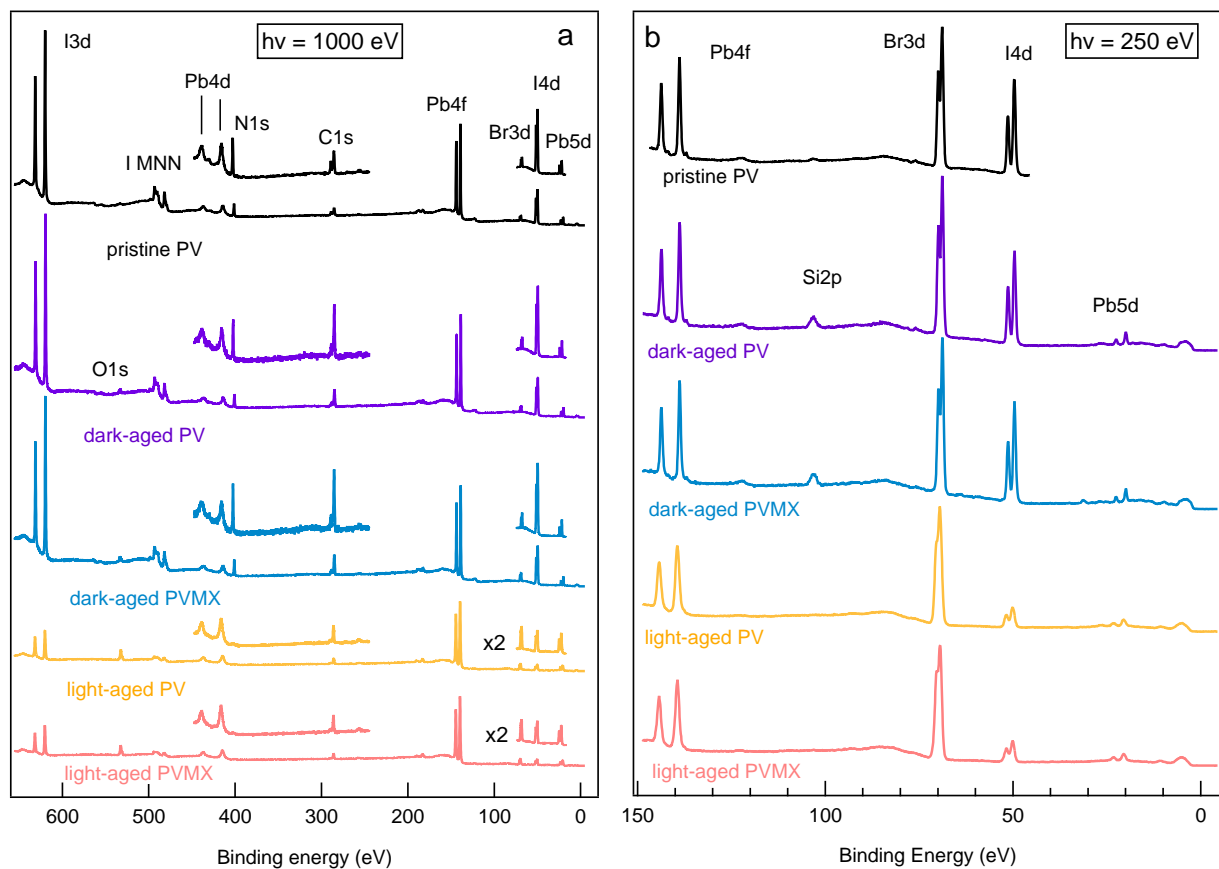 hv = 1000 eV
a
I3d
Pb4d
I4d
Pb4f
N1s
C1s
Br3d
Pb5d
I MNN
pristine PV
O1s
dark-aged PV
dark-aged PVMX
x2
light-aged PV
x2
light-aged PVMX
600
500
400
300
200
100
0
Binding energy (eV)
b
hv = 250 eV
Pb4f
Br3d
I4d
pristine PV
Si2p
Pb5d
dark-aged PV
dark-aged PVMX
light-aged PV
light-aged PVMX
150
100
50
0
Binding Energy (eV)